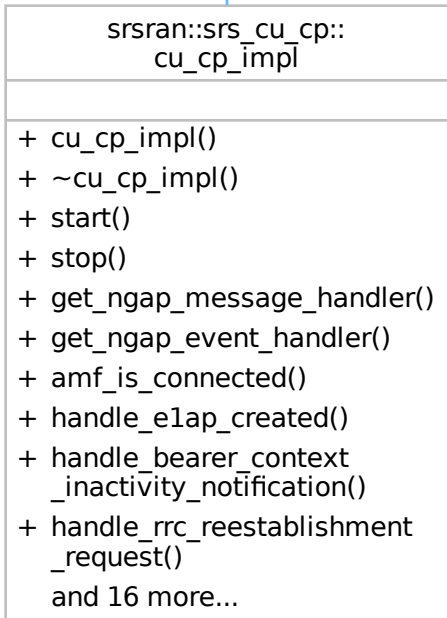 srsran::srs_cu_cp::
cu_cp_impl
+ cu_cp_impl()
+ ~cu_cp_impl()
+ start()
+ stop()
+ get_ngap_message_handler()
+ get_ngap_event_handler()
+ amf_is_connected()
+ handle_e1ap_created()
+ handle_bearer_context
_inactivity_notification()
+ handle_rrc_reestablishment
_request()
and 16 more...